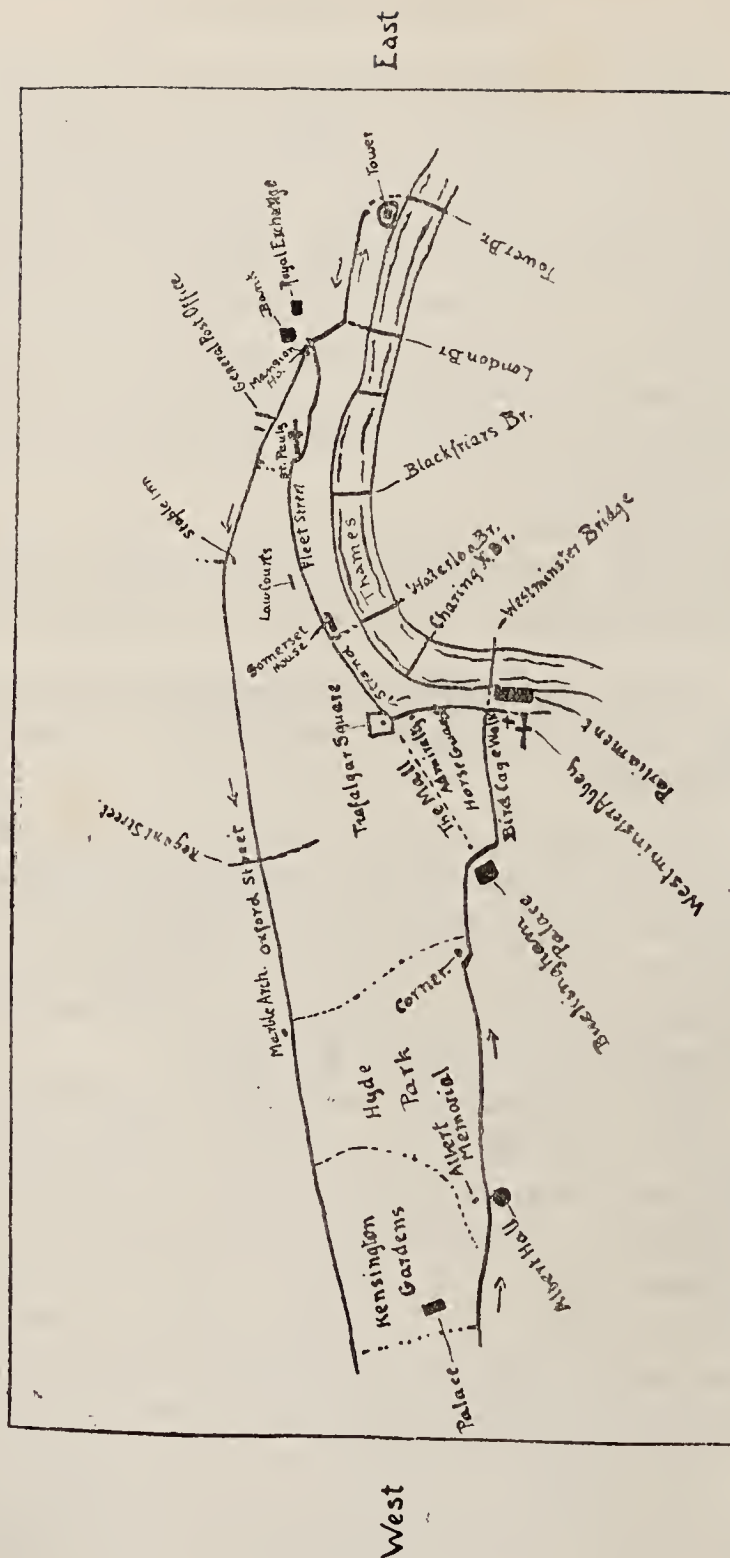 West
East
Palace
Kensington
Gardens
Albert Hall
Albert
Memorial
Hyde
Park
Corner
Marble Arch.
Oxford Street
Regent Street
Buckingham
Palace
Bird Cage Walk
The Mall
Admiralty
Horse Guards
Trafalgar Square
Westminster Abbey
Parliament
Westminster Bridge
Charing X Br.
Waterloo Br.
Strand
Somerset
House
Law Courts
Fleet Street
Thames
Blackfriars Br.
Staple Inn
St. Pauls
General Post Office
Mansion
Ho.
Bank
Royal Exchange
London Br
Tower
Tower Br.